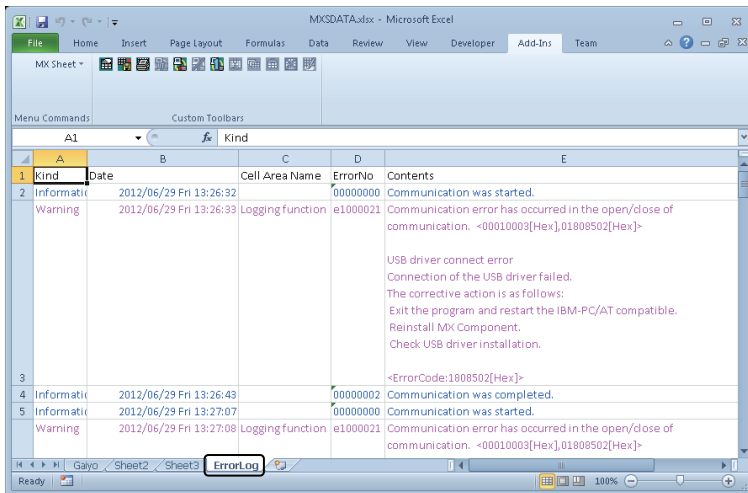 MXSDATA.xlsx - Microsoft Excel
File Home Insert Page Layout Formulas Data Review View Developer Add-Ins Team
MX Sheet
Menu Commands Custom Toolbars
A1 fx Kind
A B C D E
1 Kind Date Cell Area Name ErrorNo Contents
2 Informatio 2012/06/29 Fri 13:26:32 00000000 Communication was started.
Warning 2012/06/29 Fri 13:26:33 Logging function e1000021 Communication error has occurred in the open/close of
communication. <00010003[Hex],01808502[Hex]>
USB driver connect error
Connection of the USB driver failed.
The corrective action is as follows:
Exit the program and restart the IBM-PC/AT compatible.
Reinstall MX Component.
Check USB driver installation.
3 <ErrorCode:1808502[Hex]>
4 Informatio 2012/06/29 Fri 13:26:43 00000002 Communication was completed.
5 Informatio 2012/06/29 Fri 13:27:07 00000000 Communication was started.
Warning 2012/06/29 Fri 13:27:08 Logging function e1000021 Communication error has occurred in the open/close of
communication. <00010003[Hex],01808502[Hex]>
Gaiyo Sheet2 Sheet3 ErrorLog
Ready 100%